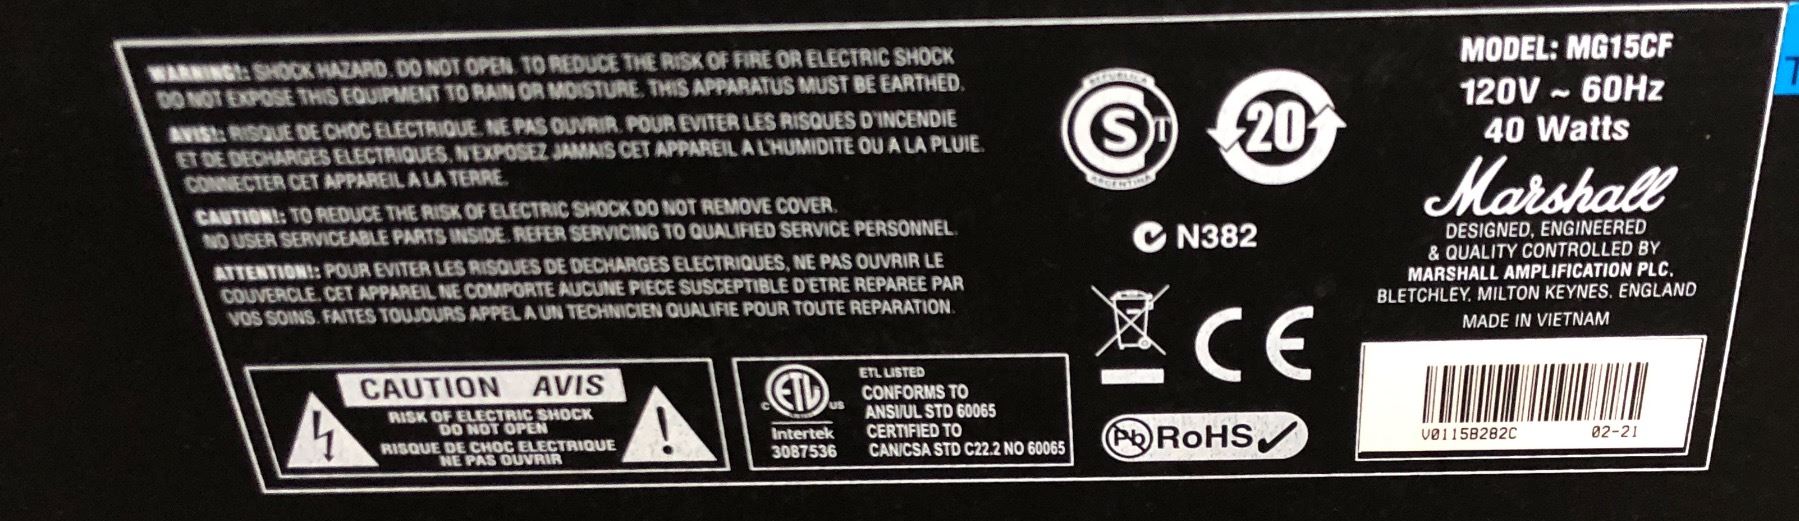 WARNING!: SHOCK HAZARD. DO NOT OPEN. TO REDUCE THE RISK OF FIRE OR ELECTRIC SHOCK
DO NOT EXPOSE THIS EQUIPMENT TO RAIN OR MOISTURE. THIS APPARATUS MUST BE EARTHED.
AVIS!: RISQUE DE CHOC ELECTRIQUE. NE PAS OUVRIR. POUR EVITER LES RISQUES D'INCENDIE
ET DE DECHARGES ELECTRIQUES, N'EXPOSEZ JAMAIS CET APPAREIL A L'HUMIDITE OU A LA PLUIE.
CONNECTER CET APPAREIL A LA TERRE.
CAUTION!: TO REDUCE THE RISK OF ELECTRIC SHOCK DO NOT REMOVE COVER.
NO USER SERVICEABLE PARTS INSIDE. REFER SERVICING TO QUALIFIED SERVICE PERSONNEL.
ATTENTION!: POUR EVITER LES RISQUES DE DECHARGES ELECTRIQUES, NE PAS OUVRIR LE
COUVERCLE. CET APPAREIL NE COMPORTE AUCUNE PIECE SUSCEPTIBLE D'ETRE REPAREE PAR
VOS SOINS. FAITES TOUJOURS APPEL A UN TECHNICIEN QUALIFIE POUR TOUTE REPARATION.
CAUTION AVIS
RISK OF ELECTRIC SHOCK
DO NOT OPEN
RISQUE DE CHOC ELECTRIQUE
NE PAS OUVRIR
ETL
C US
Intertek
3087536
ETL LISTED
CONFORMS TO
ANSI/UL STD 60065
CERTIFIED TO
CAN/CSA STD C22.2 NO 60065
REPUBLICA
S T
ARGENTINA
20
N382
CE
Pb RoHS
MODEL: MG15CF
120V ~ 60Hz
40 Watts
Marshall
DESIGNED, ENGINEERED
& QUALITY CONTROLLED BY
MARSHALL AMPLIFICATION PLC.
BLETCHLEY. MILTON KEYNES. ENGLAND
MADE IN VIETNAM
V0115B282C 02-21
T